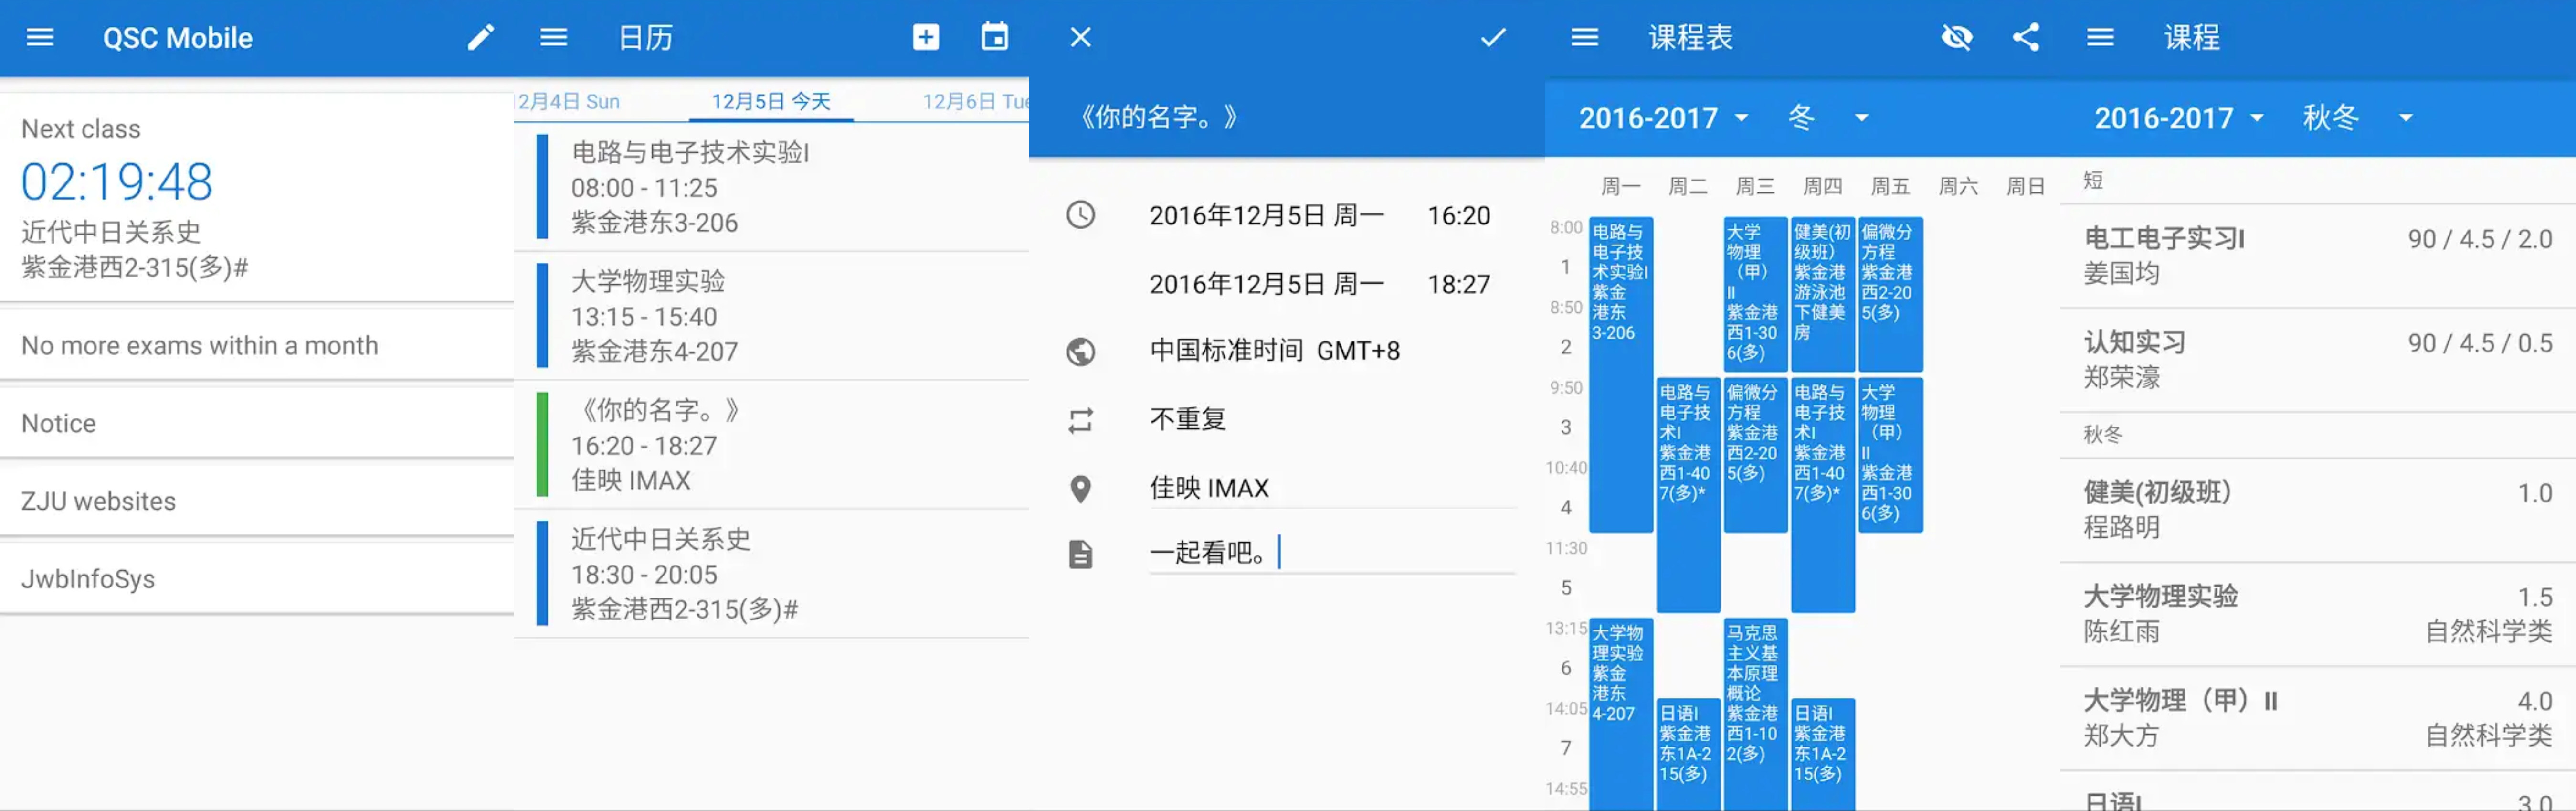 QSC Mobile
Next class
02:19:48
近代中日关系史
紫金港西2-315(多)#
No more exams within a month
Notice
ZJU websites
JwbInfoSys
日历
12月4日 Sun
12月5日 今天
12月6日 Tue
电路与电子技术实验I
08:00 - 11:25
紫金港东3-206
大学物理实验
13:15 - 15:40
紫金港东4-207
《你的名字。》
16:20 - 18:27
佳映 IMAX
近代中日关系史
18:30 - 20:05
紫金港西2-315(多)#
《你的名字。》
2016年12月5日 周一 16:20
2016年12月5日 周一 18:27
中国标准时间 GMT+8
不重复
佳映 IMAX
一起看吧。
课程表
2016-2017 冬
周一 周二 周三 周四 周五 周六 周日
8:00
1
8:50
2
9:50
3
10:40
4
11:30
5
13:15
6
14:05
7
14:55
电路与
电子技
术实验I
紫金
港东
3-206
大学物
理实验
紫金
港东
4-207
电路与
电子技
术I
紫金港
西1-40
7(多)*
日语I
紫金港
东1A-2
15(多)
大学
物理
（甲）
II
紫金港
西1-30
6(多)
偏微分
方程
紫金港
西2-20
5(多)
马克思
主义基
本原理
概论
紫金港
西1-10
2(多)
健美(初
级班）
紫金港
游泳池
下健美
房
电路与
电子技
术I
紫金港
西1-40
7(多)*
日语I
紫金港
东1A-2
15(多)
偏微分
方程
紫金港
西2-20
5(多)
大学
物理
（甲）
II
紫金港
西1-30
6(多)
课程
2016-2017 秋冬
短
电工电子实习I 90 / 4.5 / 2.0
姜国均
认知实习 90 / 4.5 / 0.5
郑荣濠
秋冬
健美(初级班） 1.0
程路明
大学物理实验 1.5
陈红雨 自然科学类
大学物理（甲）II 4.0
郑大方 自然科学类
日语I 3.0